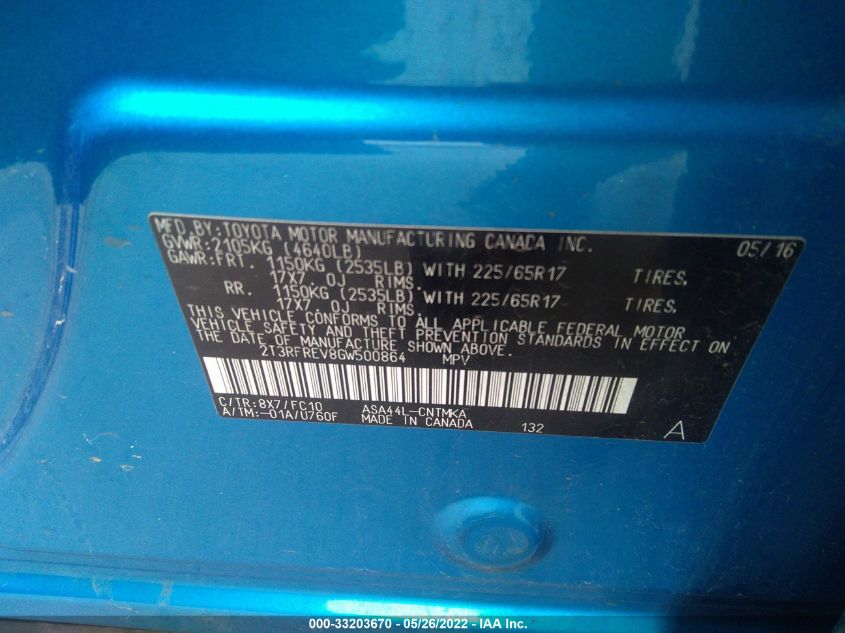 MFD.BY:TOYOTA MOTOR MANUFACTURING CANADA INC. 05/16
GVWR:2105KG (4640LB)
GAWR:FRT. 1150KG (2535LB) WITH 225/65R17 TIRES,
17X7.0J RIMS.
RR. 1150KG (2535LB) WITH 225/65R17 TIRES,
17X7.0J RIMS.
THIS VEHICLE CONFORMS TO ALL APPLICABLE FEDERAL MOTOR
VEHICLE SAFETY AND THEFT PREVENTION STANDARDS IN EFFECT ON
THE DATE OF MANUFACTURE SHOWN ABOVE.
2T3RFREV8GW500864 MPV
C/TR:8X7/FC10 ASA44L-CNTMKA
A/TM:-01A/U760F MADE IN CANADA 132 A
000-33203670 - 05/26/2022 - IAA Inc.